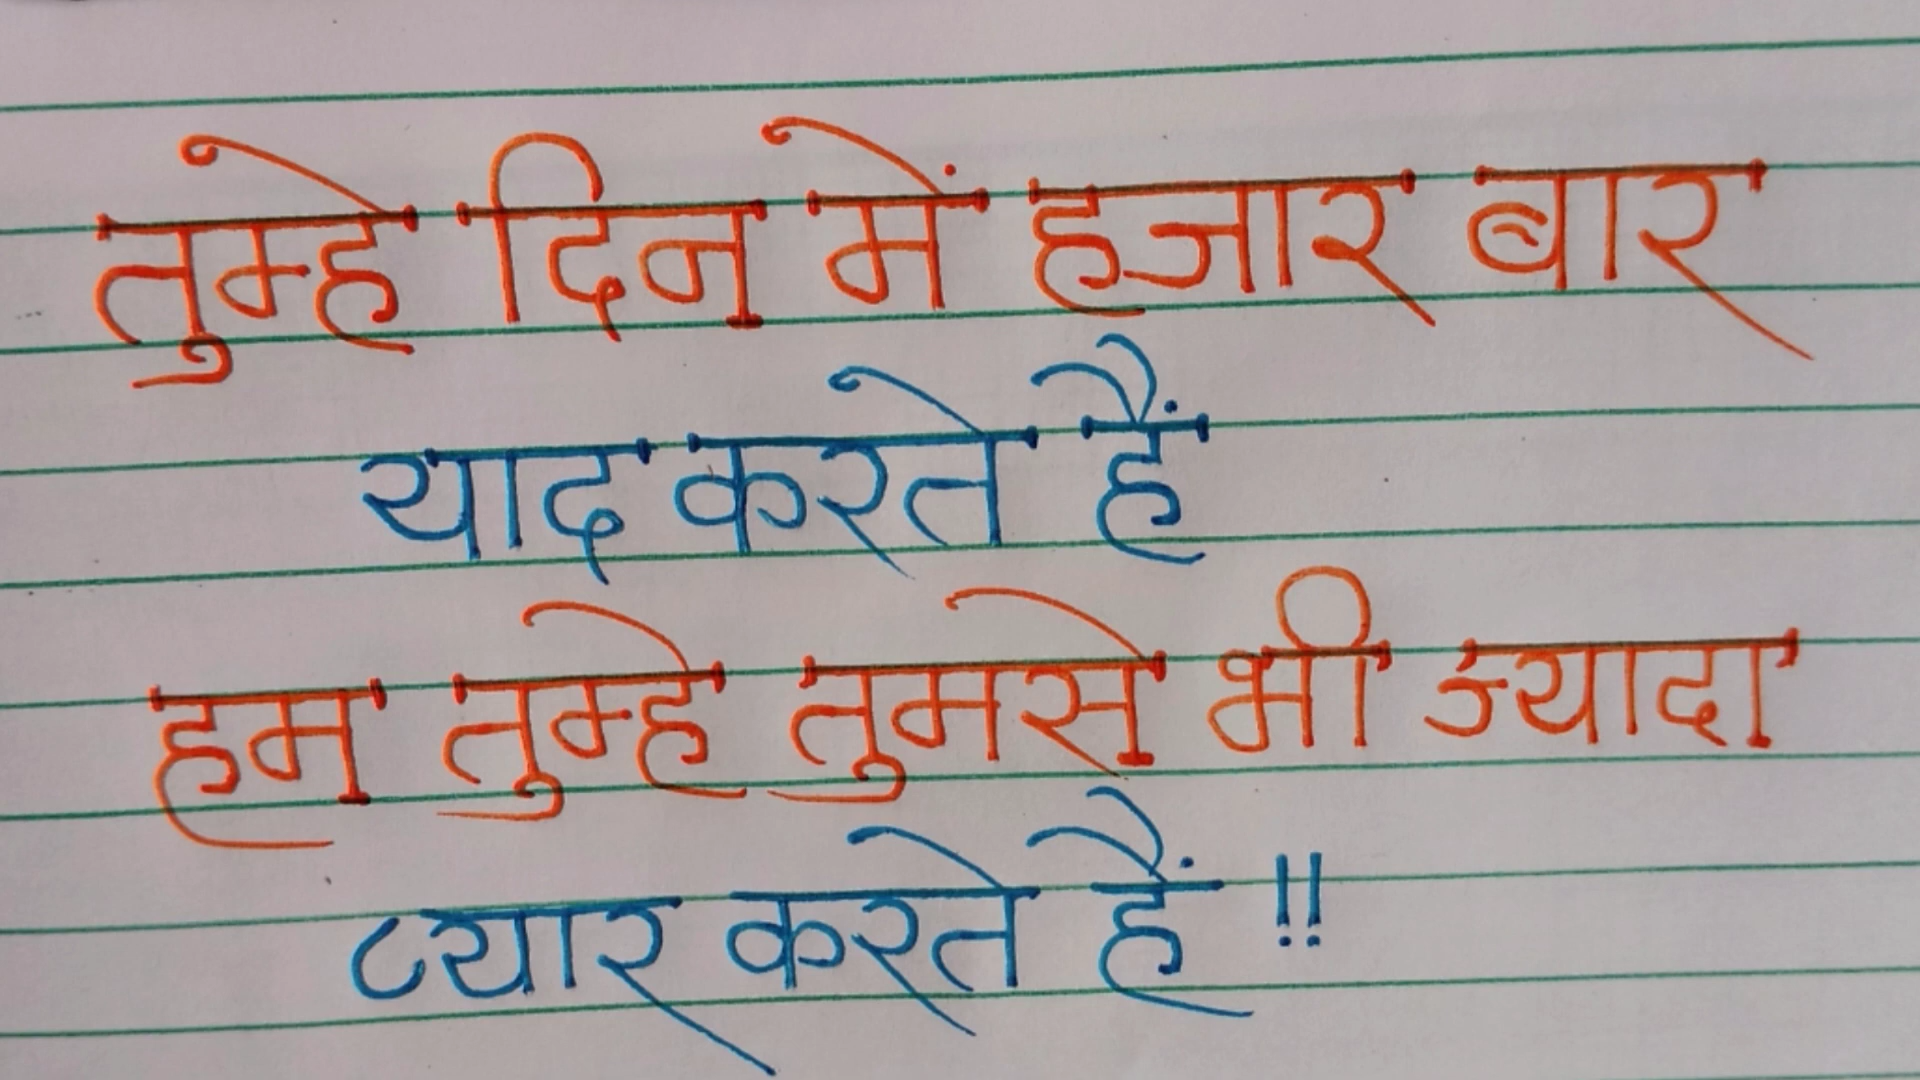 तुम्हे दिन में हजार बार
याद करते हैं
हम तुम्हे तुमसे भी ज्यादा
प्यार करते हैं !!